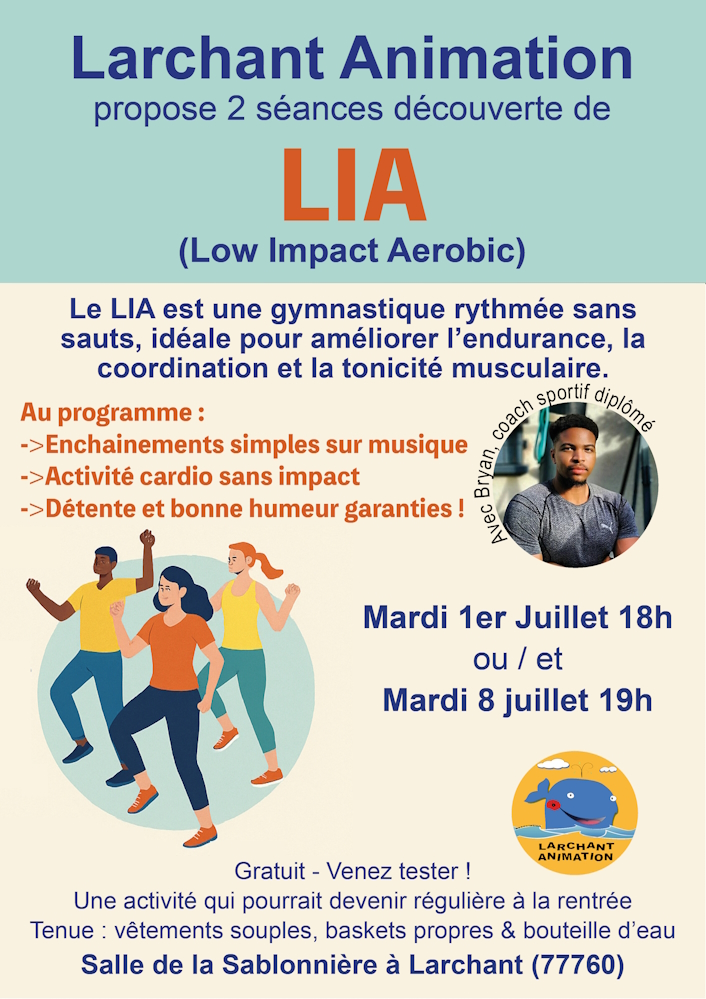 Larchant Animation
propose 2 séances découverte de
LIA
(Low Impact Aerobic)
Le LIA est une gymnastique rythmée sans
sauts, idéale pour améliorer l’endurance, la
coordination et la tonicité musculaire.
Au programme :
->Enchainements simples sur musique
->Activité cardio sans impact
->Détente et bonne humeur garanties !
Avec Bryan, coach sportif diplômé
Mardi 1er Juillet 18h
ou / et
Mardi 8 juillet 19h
LARCHANT
ANIMATION
Gratuit - Venez tester !
Une activité qui pourrait devenir régulière à la rentrée
Tenue : vêtements souples, baskets propres & bouteille d’eau
Salle de la Sablonnière à Larchant (77760)